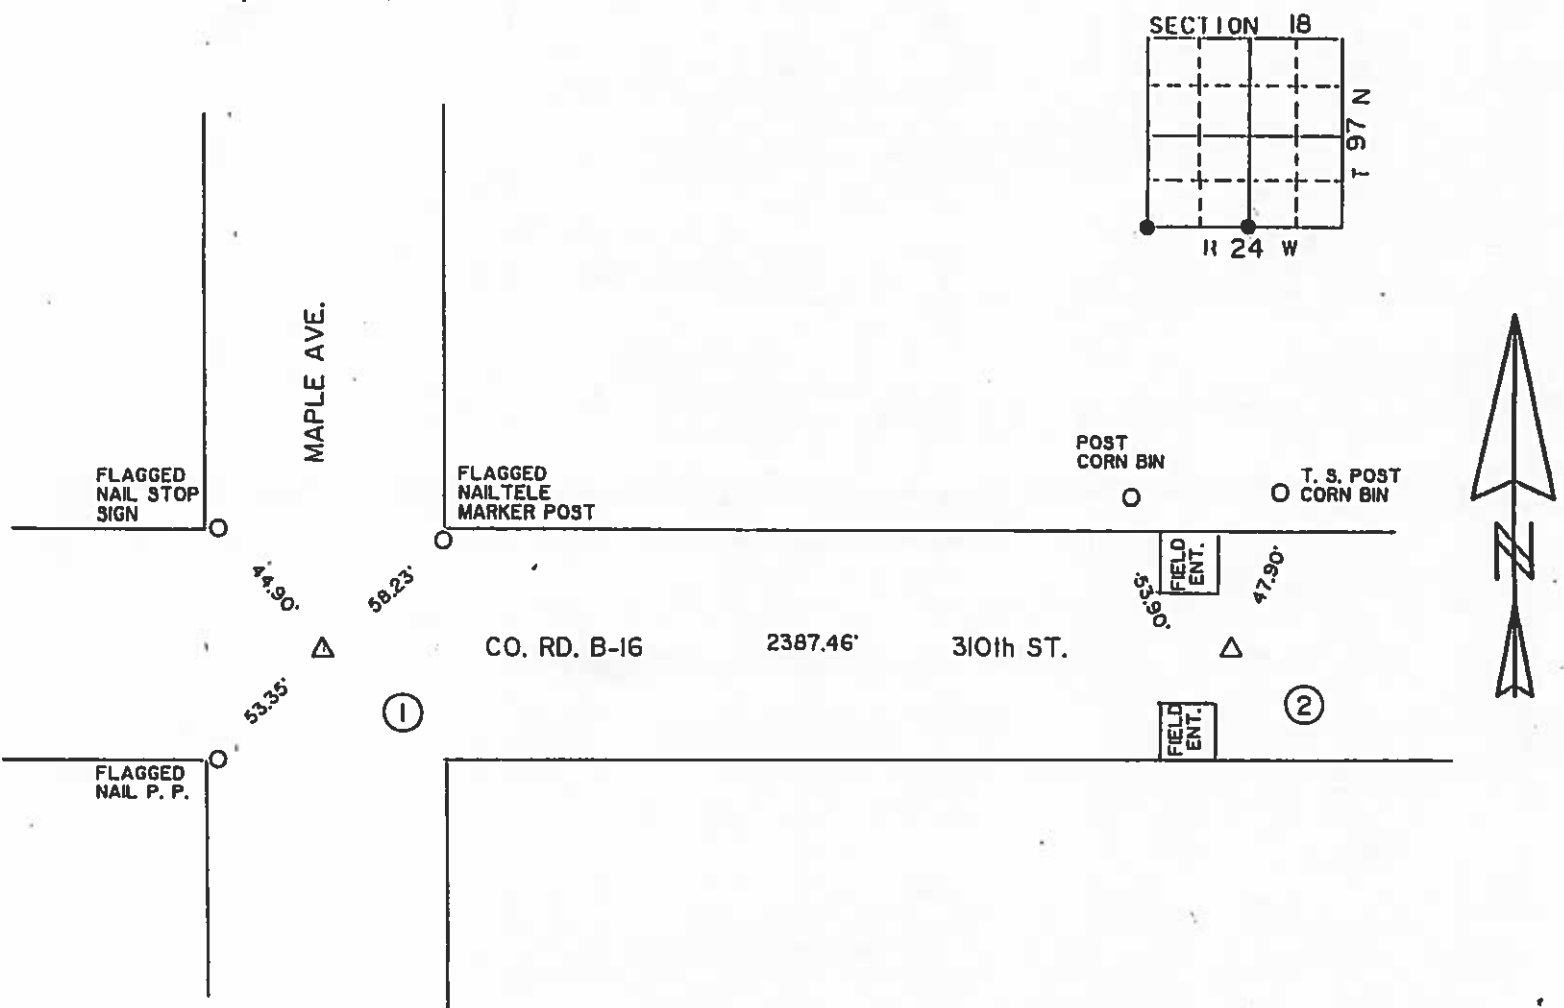 SECTION 18
T 97 N
R 24 W
MAPLE AVE.
FLAGGED
NAIL STOP
SIGN
FLAGGED
NAIL TELE
MARKER POST
POST
CORN BIN
T. S. POST
CORN BIN
FIELD
ENT.
44.90'
58.23'
53.90'
47.90'
CO. RD. B-16
2387.46'
310th ST.
N
53.35'
1
2
FIELD
ENT.
FLAGGED
NAIL P. P.